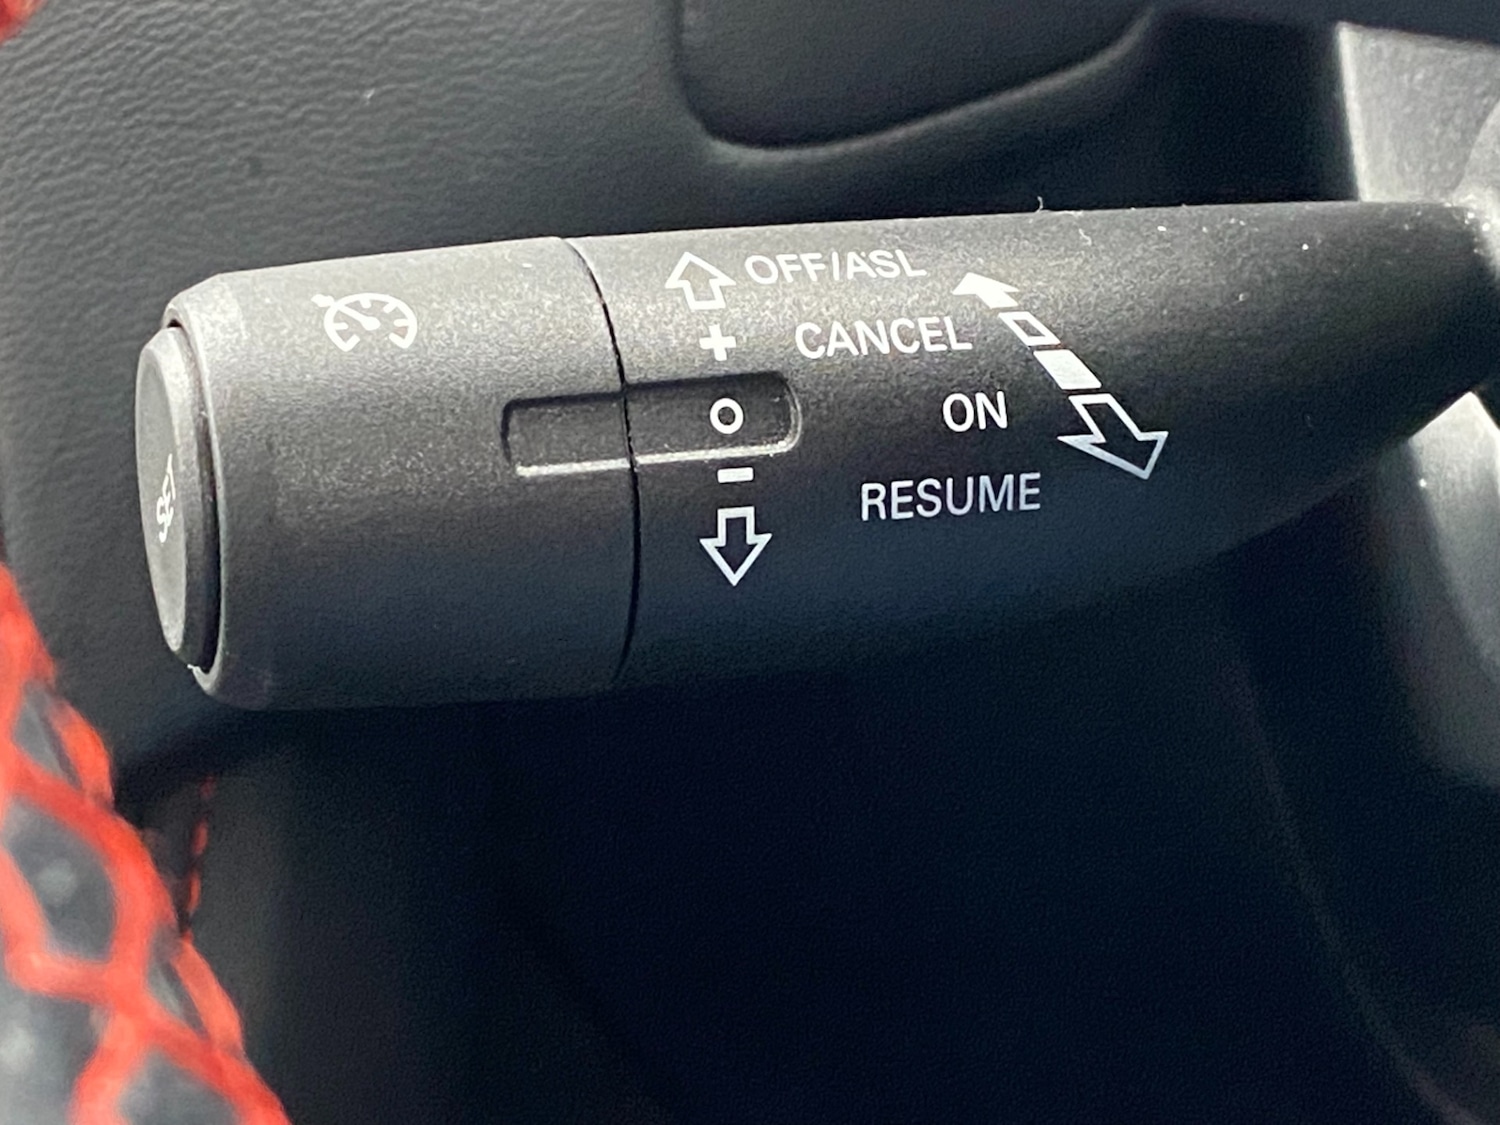 OFF/ASL
+
CANCEL
O
ON
–
RESUME
SET